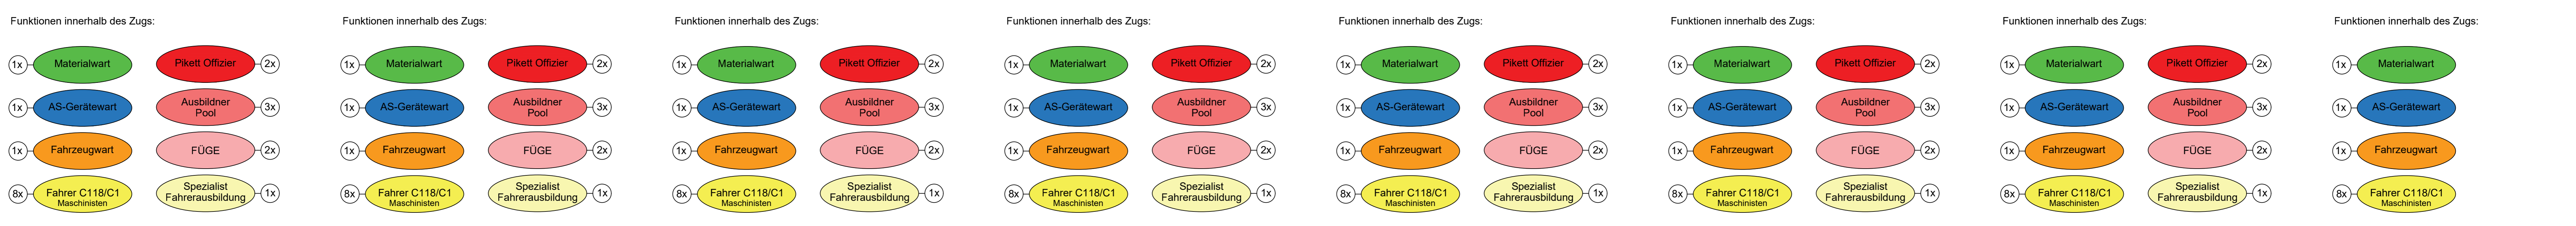 Funktionen innerhalb des Zugs: Funktionen innerhalb des Zugs: Funktionen innerhalb des Zugs: Funktionen innerhalb des Zugs: Funktionen innerhalb des Zugs: Funktionen innerhalb des Zugs: Funktionen innerhalb des Zugs: Funktionen innerhalb des Zugs:
1x Materialwart Pikett Offizier 2x 1x Materialwart Pikett Offizier 2x 1x Materialwart Pikett Offizier 2x 1x Materialwart Pikett Offizier 2x 1x Materialwart Pikett Offizier 2x 1x Materialwart Pikett Offizier 2x 1x Materialwart Pikett Offizier 2x 1x Materialwart
1x AS-Gerätewart Ausbildner Pool 3x 1x AS-Gerätewart Ausbildner Pool 3x 1x AS-Gerätewart Ausbildner Pool 3x 1x AS-Gerätewart Ausbildner Pool 3x 1x AS-Gerätewart Ausbildner Pool 3x 1x AS-Gerätewart Ausbildner Pool 3x 1x AS-Gerätewart Ausbildner Pool 3x 1x AS-Gerätewart
1x Fahrzeugwart FÜGE 2x 1x Fahrzeugwart FÜGE 2x 1x Fahrzeugwart FÜGE 2x 1x Fahrzeugwart FÜGE 2x 1x Fahrzeugwart FÜGE 2x 1x Fahrzeugwart FÜGE 2x 1x Fahrzeugwart FÜGE 2x 1x Fahrzeugwart
8x Fahrer C118/C1 Maschinisten Spezialist Fahrerausbildung 1x 8x Fahrer C118/C1 Maschinisten Spezialist Fahrerausbildung 1x 8x Fahrer C118/C1 Maschinisten Spezialist Fahrerausbildung 1x 8x Fahrer C118/C1 Maschinisten Spezialist Fahrerausbildung 1x 8x Fahrer C118/C1 Maschinisten Spezialist Fahrerausbildung 1x 8x Fahrer C118/C1 Maschinisten Spezialist Fahrerausbildung 1x 8x Fahrer C118/C1 Maschinisten Spezialist Fahrerausbildung 1x 8x Fahrer C118/C1 Maschinisten